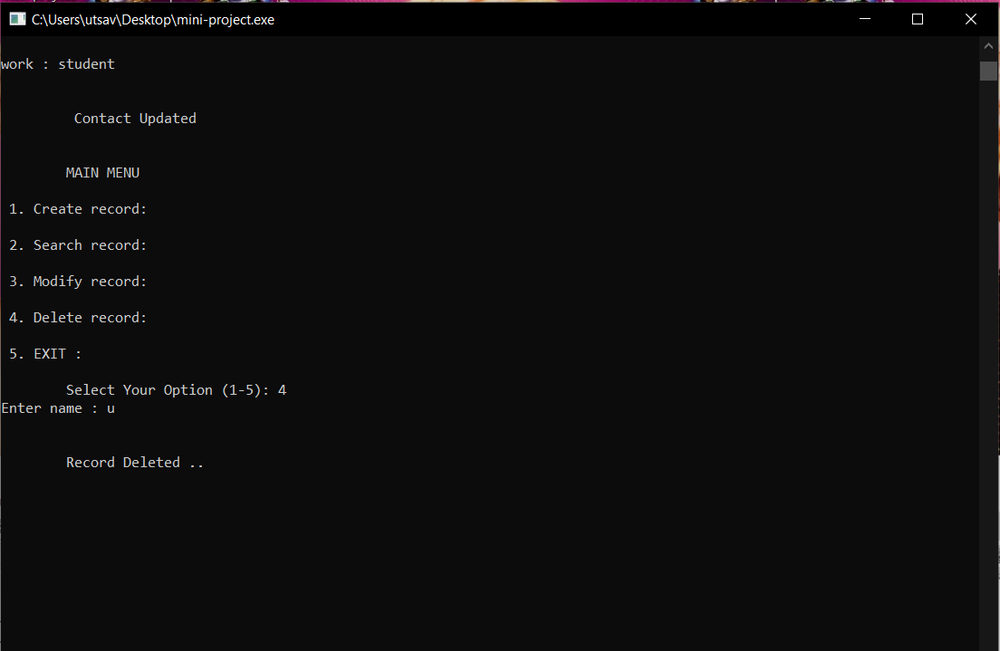 C:\Users\utsav\Desktop\mini-project.exe
work : student
Contact Updated
MAIN MENU
1. Create record:
2. Search record:
3. Modify record:
4. Delete record:
5. EXIT :
Select Your Option (1-5): 4
Enter name : u
Record Deleted ..